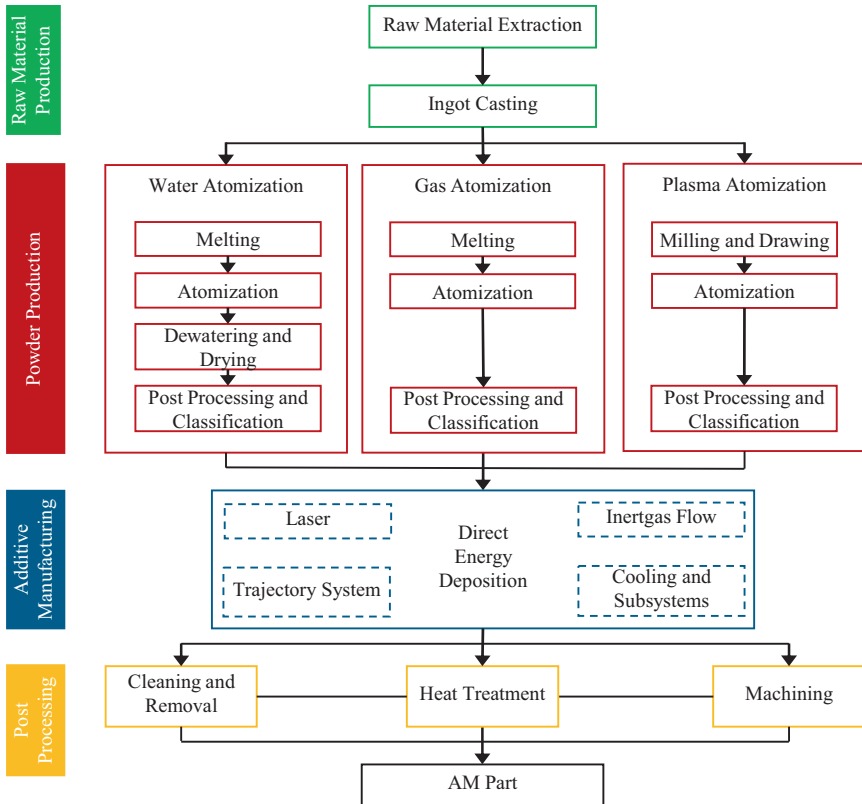 Raw Material
Production
Raw Material Extraction
Ingot Casting
Powder Production
Water Atomization
Melting
Atomization
Dewatering and
Drying
Post Processing and
Classification
Gas Atomization
Melting
Atomization
Post Processing and
Classification
Plasma Atomization
Milling and Drawing
Atomization
Post Processing and
Classification
Additive
Manufacturing
Laser
Trajectory System
Direct
Energy
Deposition
Inertgas Flow
Cooling and
Subsystems
Post
Processing
Cleaning and
Removal
Heat Treatment
Machining
AM Part